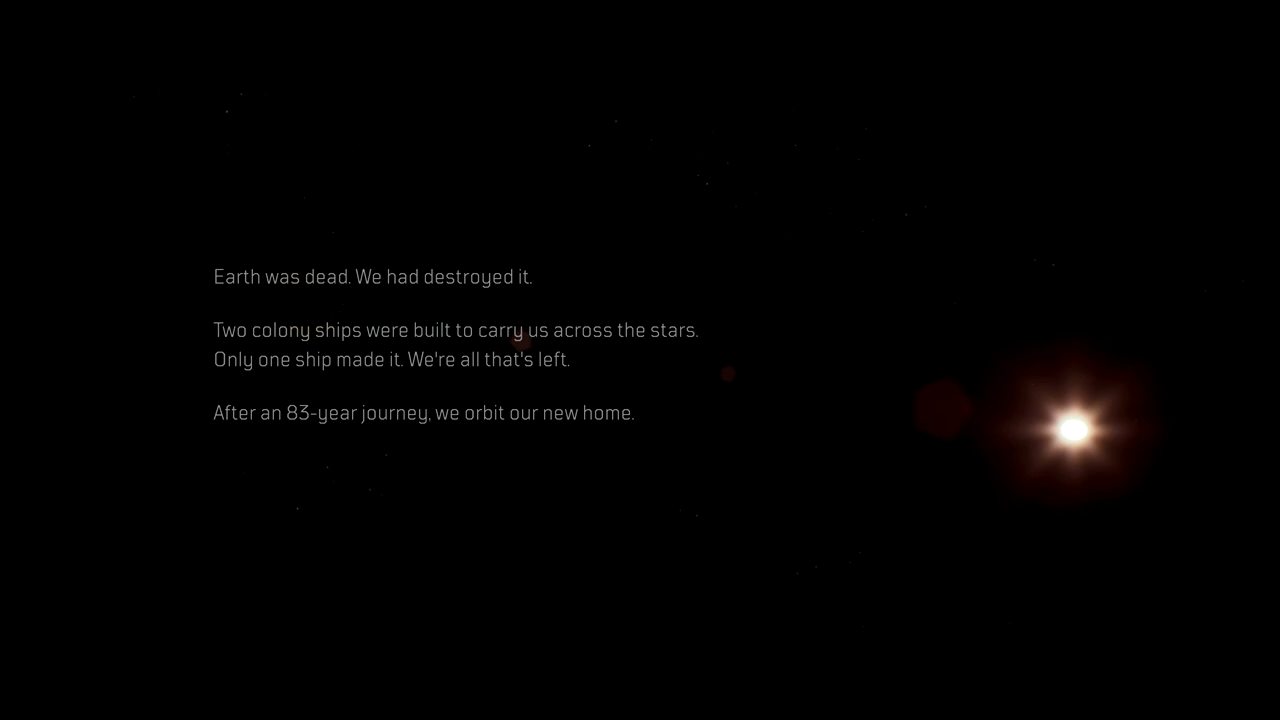 Earth was dead. We had destroyed it.
Two colony ships were built to carry us across the stars.
Only one ship made it. We're all that's left.
After an 83-year journey, we orbit our new home.